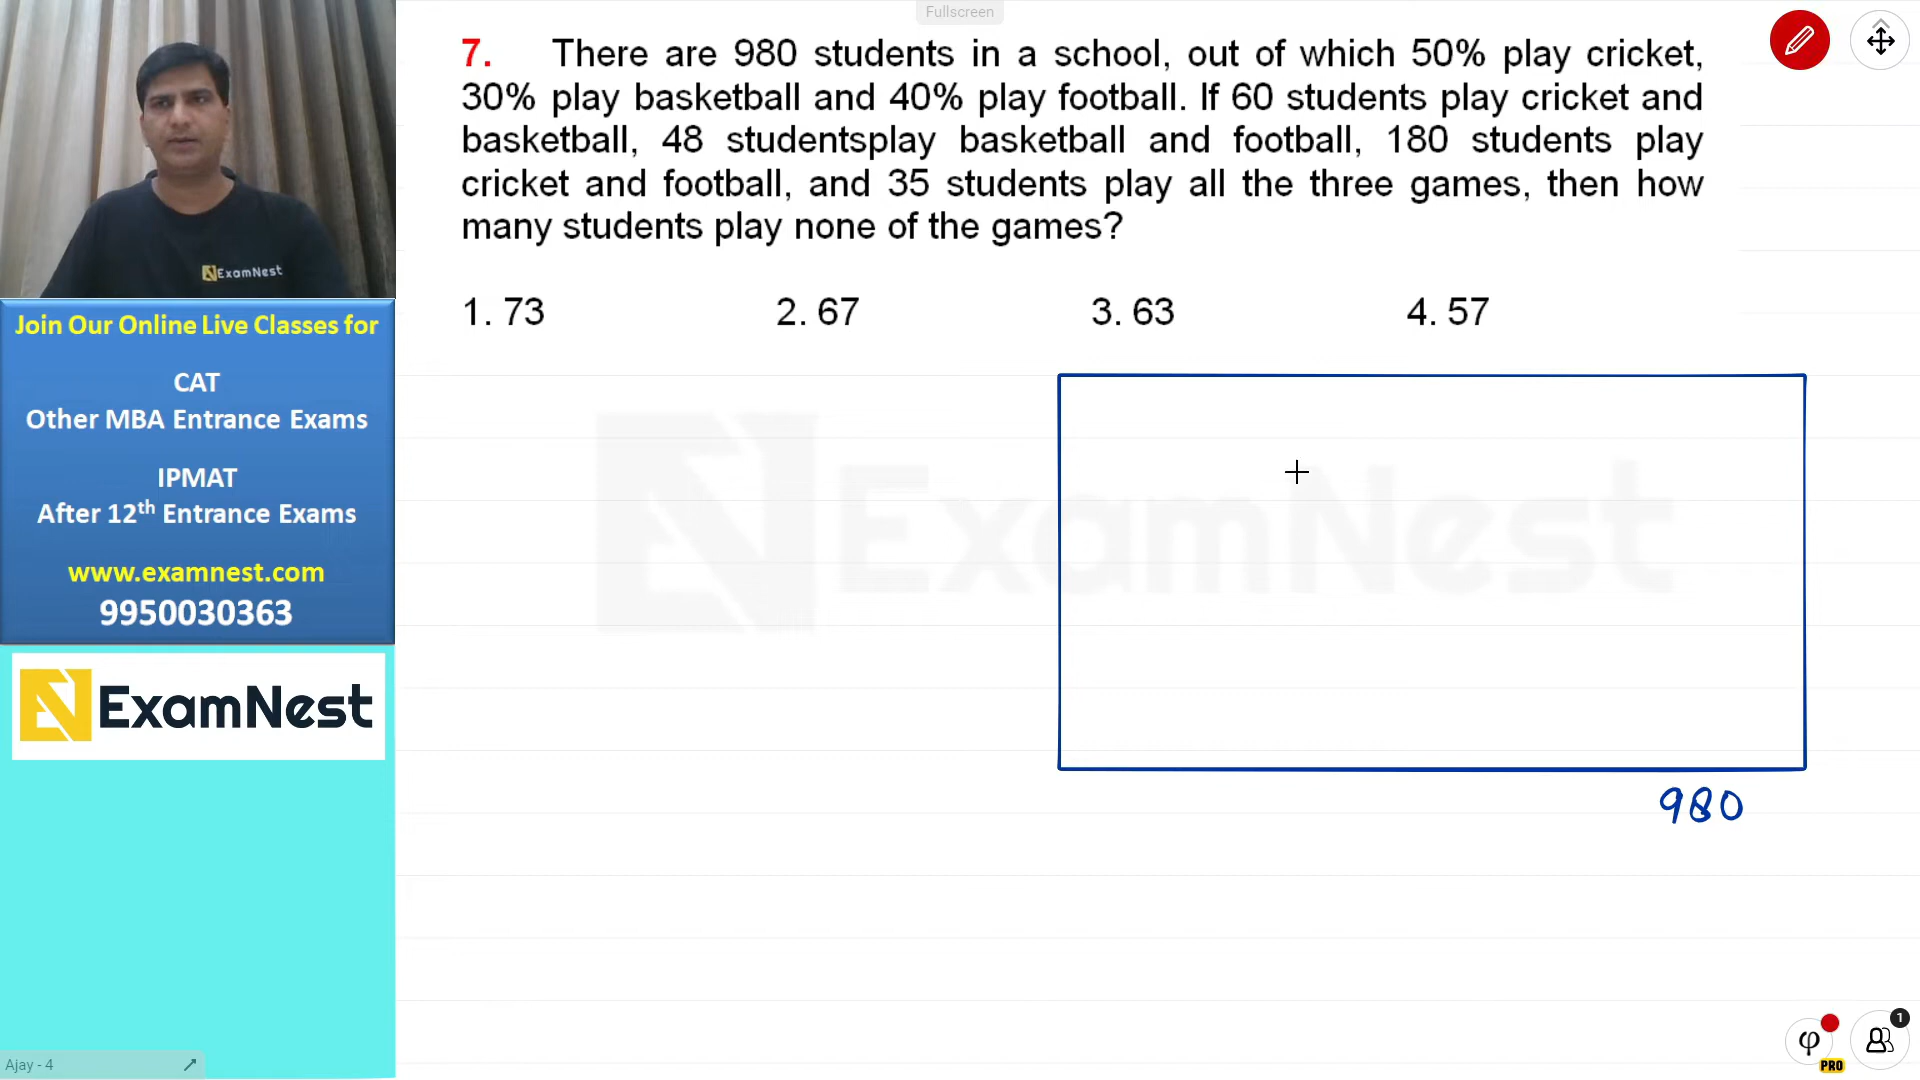 Fullscreen
7. There are 980 students in a school, out of which 50% play cricket,
30% play basketball and 40% play football. If 60 students play cricket and
basketball, 48 studentsplay basketball and football, 180 students play
cricket and football, and 35 students play all the three games, then how
many students play none of the games?
1. 73 2. 67 3. 63 4. 57
980
ExamNest
ExamNest
Join Our Online Live Classes for
CAT
Other MBA Entrance Exams
IPMAT
After 12th Entrance Exams
www.examnest.com
9950030363
ExamNest
Ajay - 4
φ
PRO
1